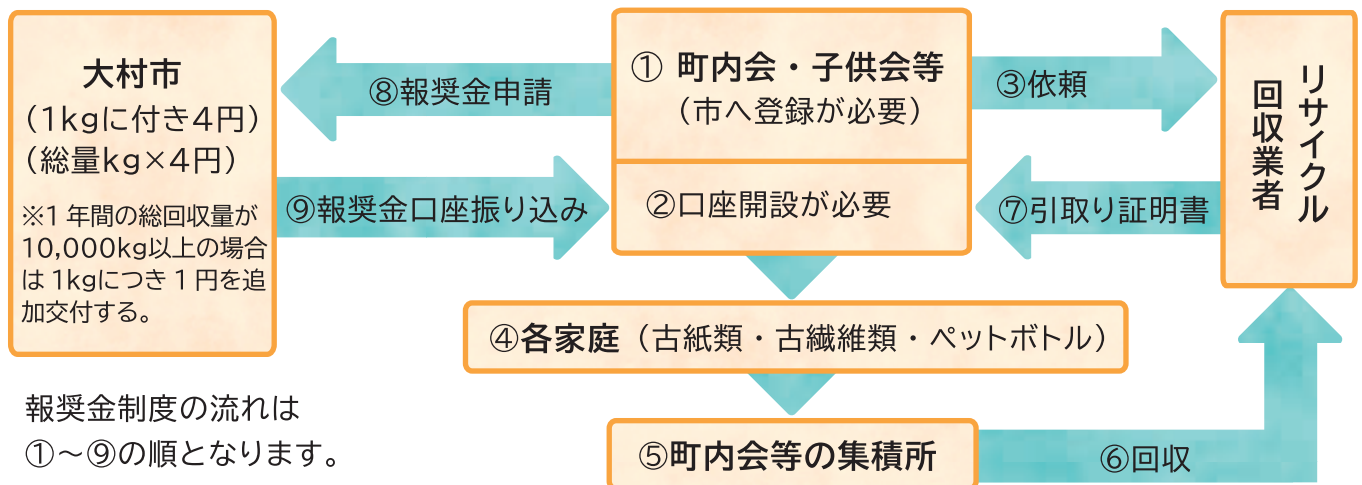 大村市
(1kgに付き4円)
(総量kg×4円)
※1年間の総回収量が
10,000kg以上の場合
は1kgにつき1円を追
加交付する。
⑧報奨金申請
⑨報奨金口座振り込み
① 町内会・子供会等
(市へ登録が必要)
②口座開設が必要
③依頼
⑦引取り証明書
リサイクル
回収業者
④各家庭(古紙類・古繊維類・ペットボトル)
⑤町内会等の集積所
⑥回収
報奨金制度の流れは
①~⑨の順となります。